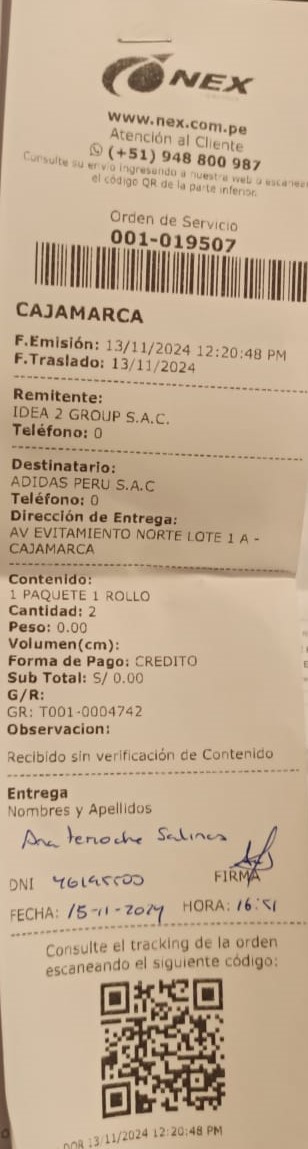 NEX
www.nex.com.pe
Atención al Cliente
(+51) 948 800 987
Consulte su envío ingresando a nuestra web o escaneando
el código QR de la parte inferior.
Orden de Servicio
001-019507
CAJAMARCA
F.Emisión: 13/11/2024 12:20:48 PM
F.Traslado: 13/11/2024
Remitente:
IDEA 2 GROUP S.A.C.
Teléfono: 0
Destinatario:
ADIDAS PERU S.A.C
Teléfono: 0
Dirección de Entrega:
AV EVITAMIENTO NORTE LOTE 1 A -
CAJAMARCA
Contenido:
1 PAQUETE 1 ROLLO
Cantidad: 2
Peso: 0.00
Volumen(cm):
Forma de Pago: CREDITO
Sub Total: S/ 0.00
G/R:
GR: T001-0004742
Observacion:
Recibido sin verificación de Contenido
Entrega
Nombres y Apellidos
Ana Salinas
DNI
FIRMA
FECHA: 15-11-2024 HORA: 16:51
Consulte el tracking de la orden
escaneando el siguiente código:
13/11/2024 12:20:48 PM